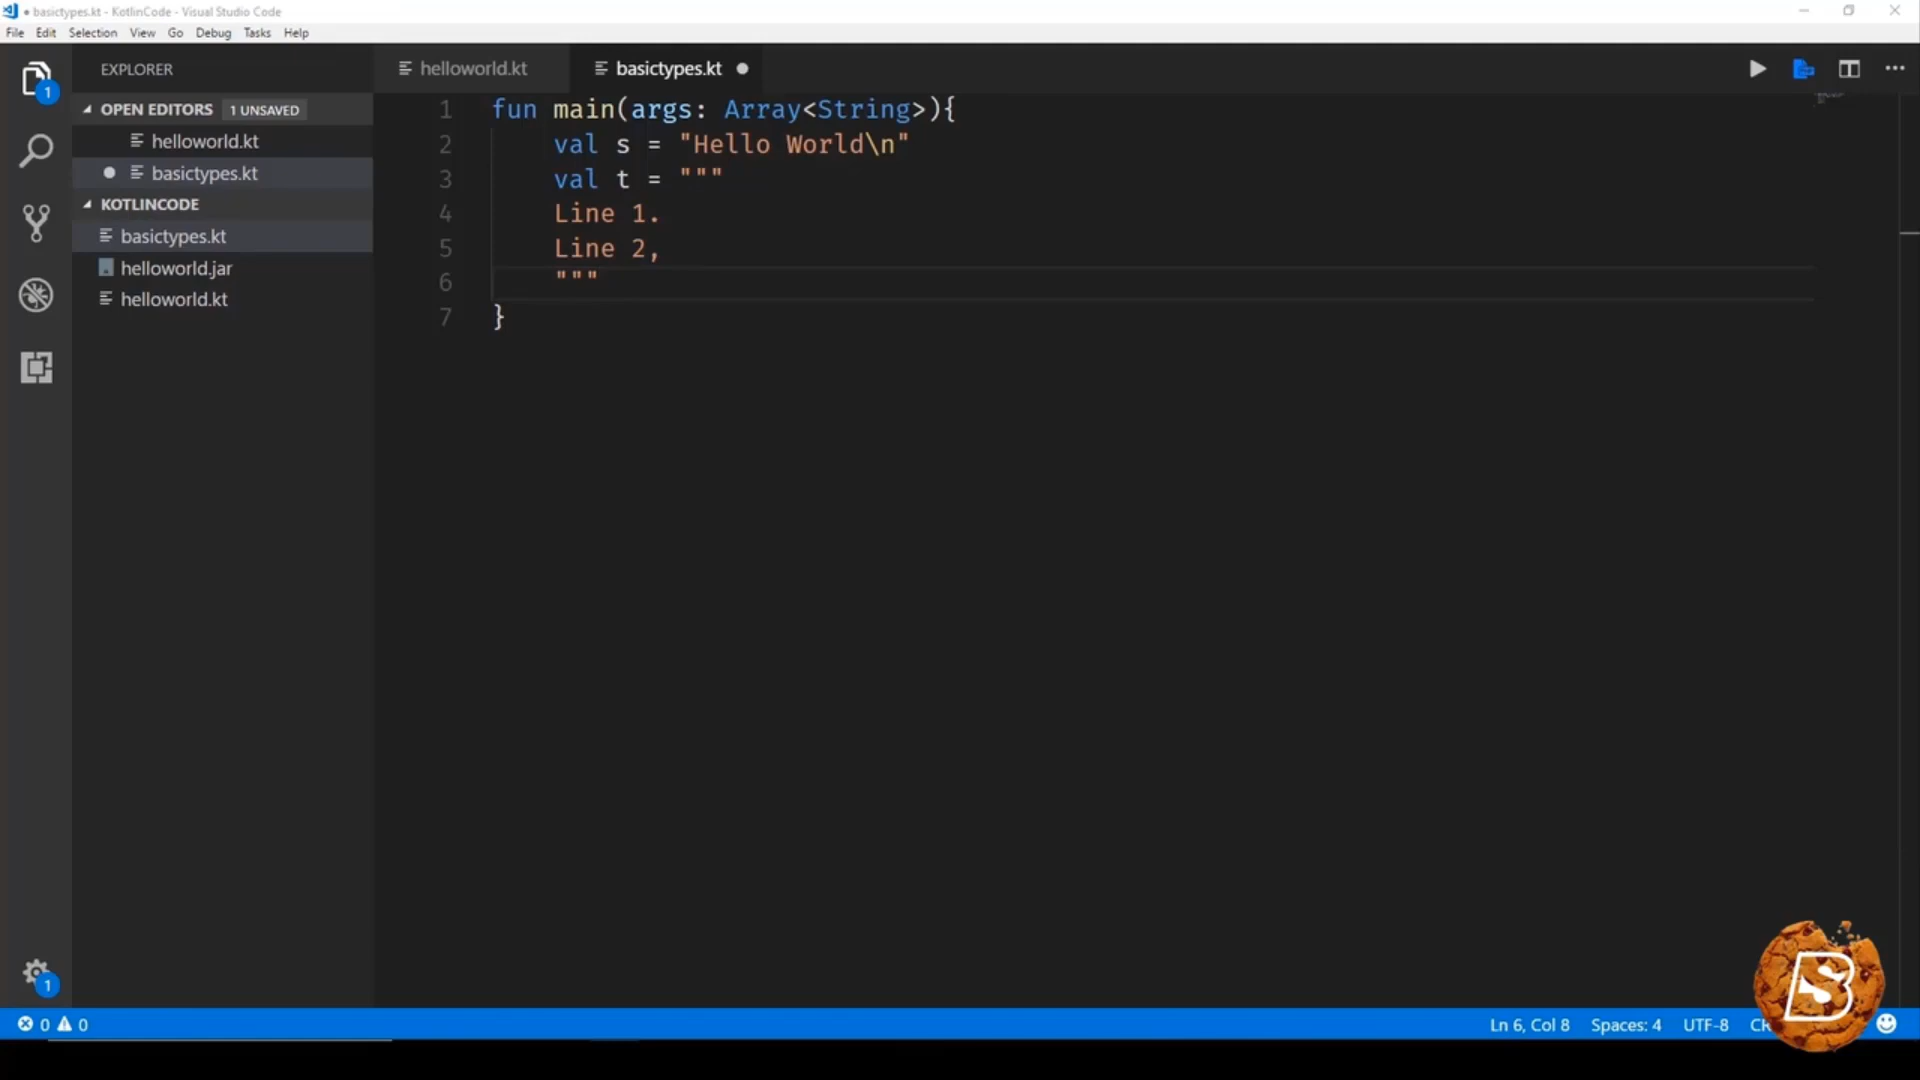 ● basictypes.kt - KotlinCode - Visual Studio Code
File Edit Selection View Go Debug Tasks Help
EXPLORER
OPEN EDITORS 1 UNSAVED
helloworld.kt
● basictypes.kt
KOTLINCODE
basictypes.kt
helloworld.jar
helloworld.kt
1
1
helloworld.kt
basictypes.kt ●
1 fun main(args: Array<String>){
2 val s = "Hello World\n"
3 val t = """
4 Line 1.
5 Line 2,
6 """
7 }
0 0
Ln 6, Col 8 Spaces: 4 UTF-8
B